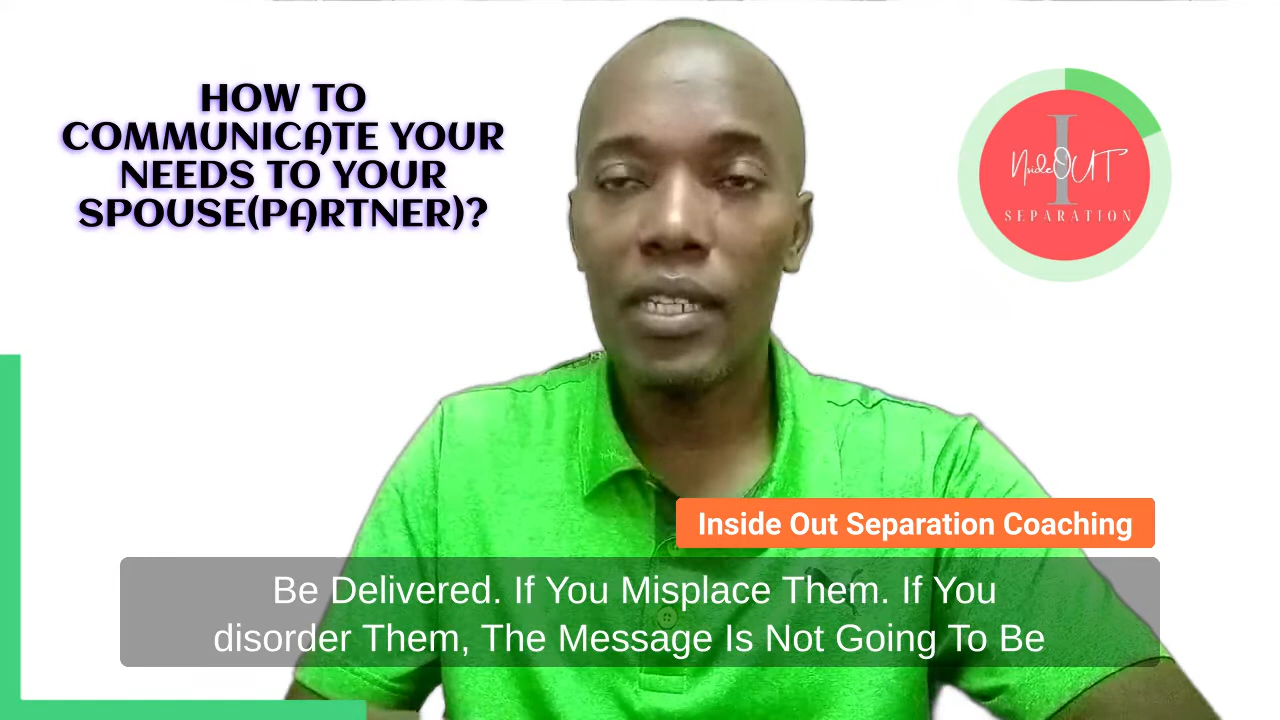 HOW TO
COMMUNICATE YOUR
NEEDS TO YOUR
SPOUSE(PARTNER)?
I
NsideOUT
SEPARATION
Inside Out Separation Coaching
Be Delivered. If You Misplace Them. If You
disorder Them, The Message Is Not Going To Be